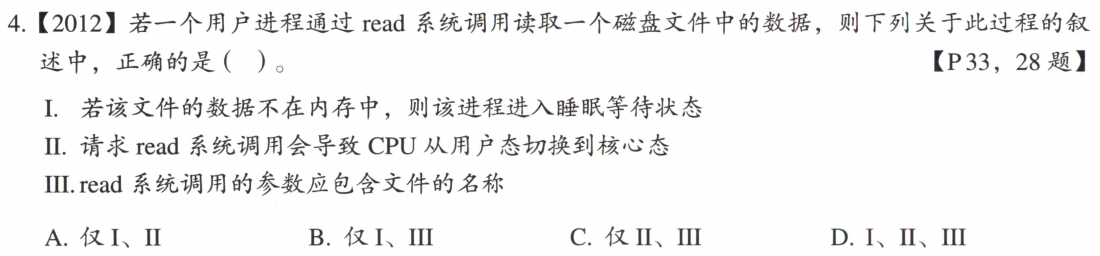 4.【2012】若一个用户进程通过 read 系统调用读取一个磁盘文件中的数据，则下列关于此过程的叙
述中，正确的是（ ）。 【P33，28 题】
I. 若该文件的数据不在内存中，则该进程进入睡眠等待状态
II. 请求 read 系统调用会导致 CPU 从用户态切换到核心态
III. read 系统调用的参数应包含文件的名称
A. 仅 I、II B. 仅 I、III C. 仅 II、III D. I、II、III